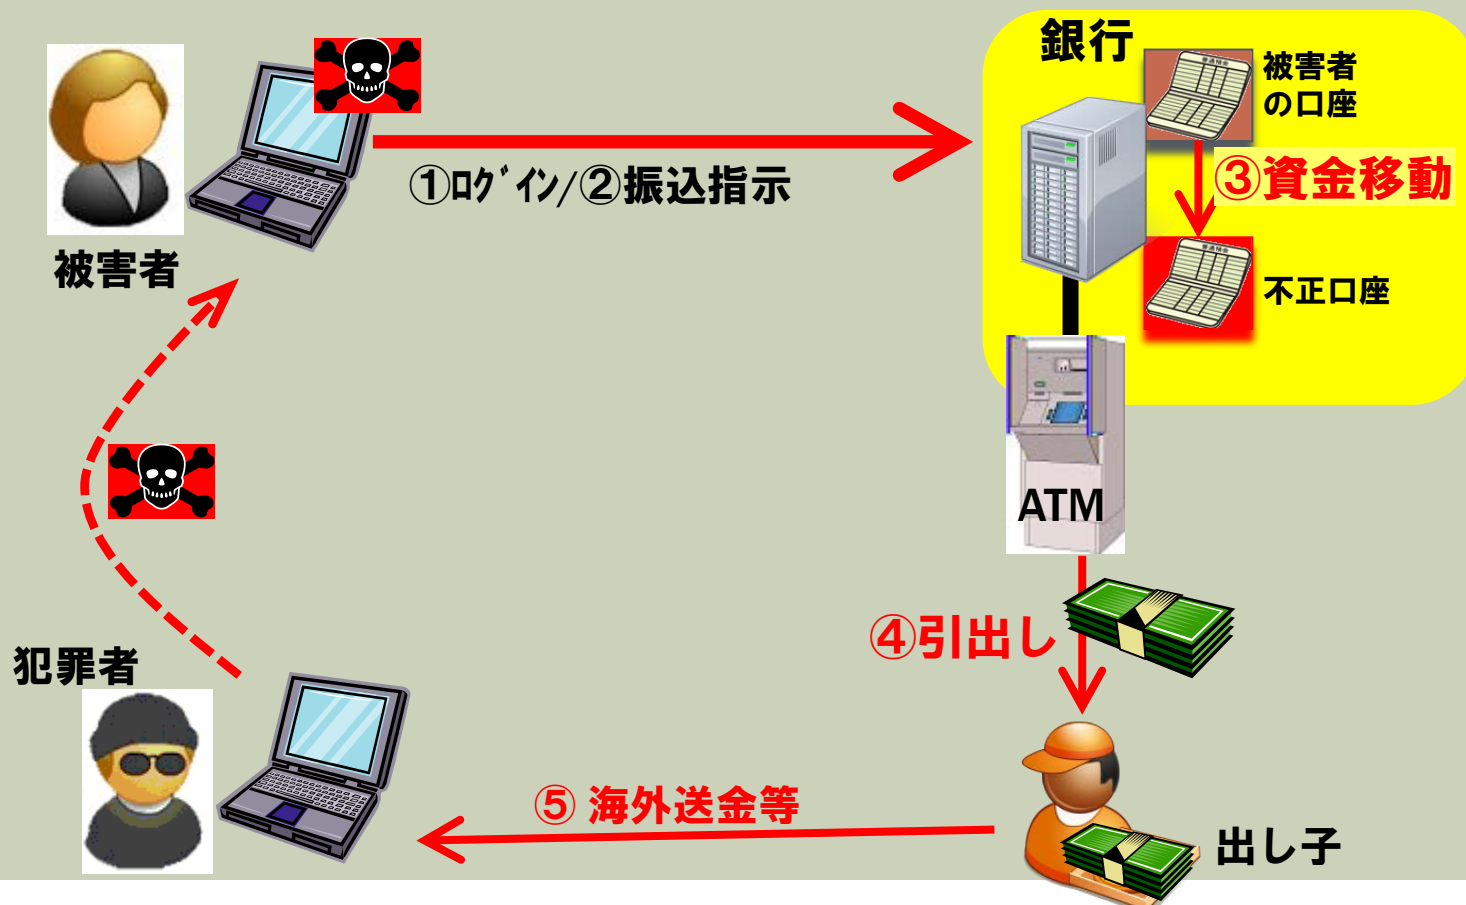 銀行
被害者
の口座
①ﾛｸﾞｲﾝ/②振込指示
③資金移動
被害者
不正口座
ATM
④引出し
犯罪者
⑤ 海外送金等
出し子